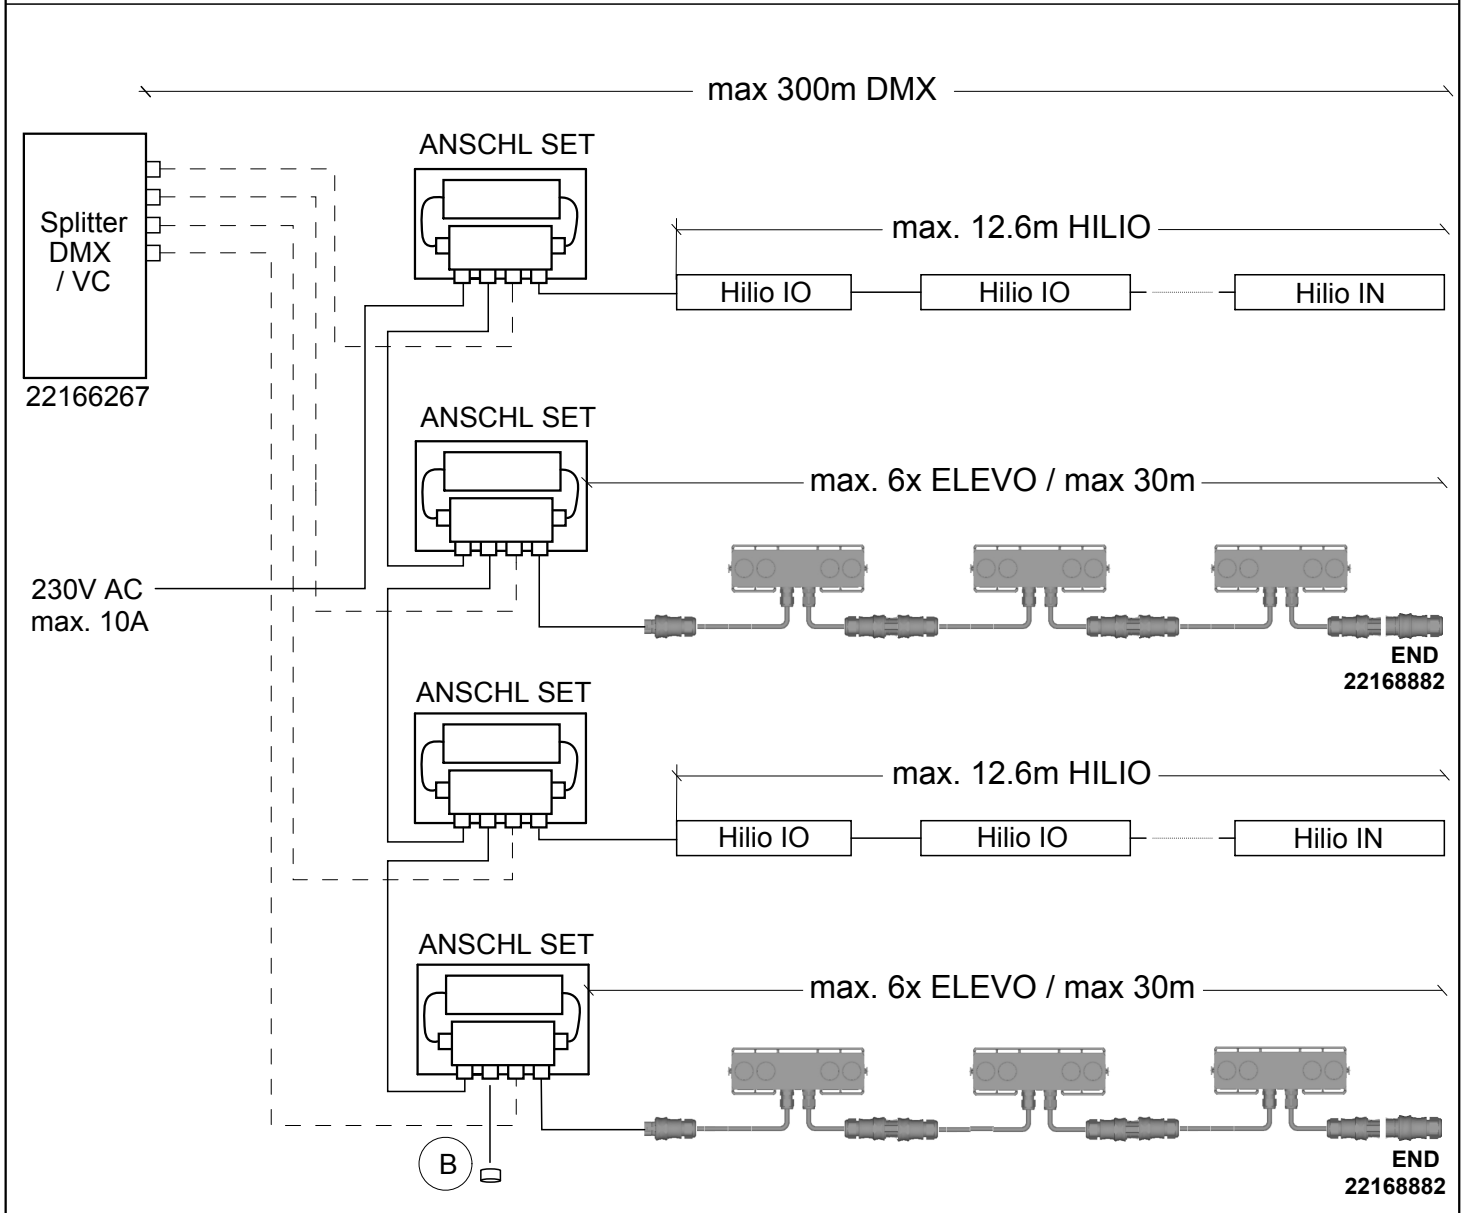 max 300m DMX
ANSCHL SET
Splitter
DMX
/ VC
22166267
max. 12.6m HILIO
Hilio IO
Hilio IO
Hilio IN
ANSCHL SET
max. 6x ELEVO / max 30m
230V AC
max. 10A
END
22168882
ANSCHL SET
max. 12.6m HILIO
Hilio IO
Hilio IO
Hilio IN
ANSCHL SET
max. 6x ELEVO / max 30m
B
END
22168882